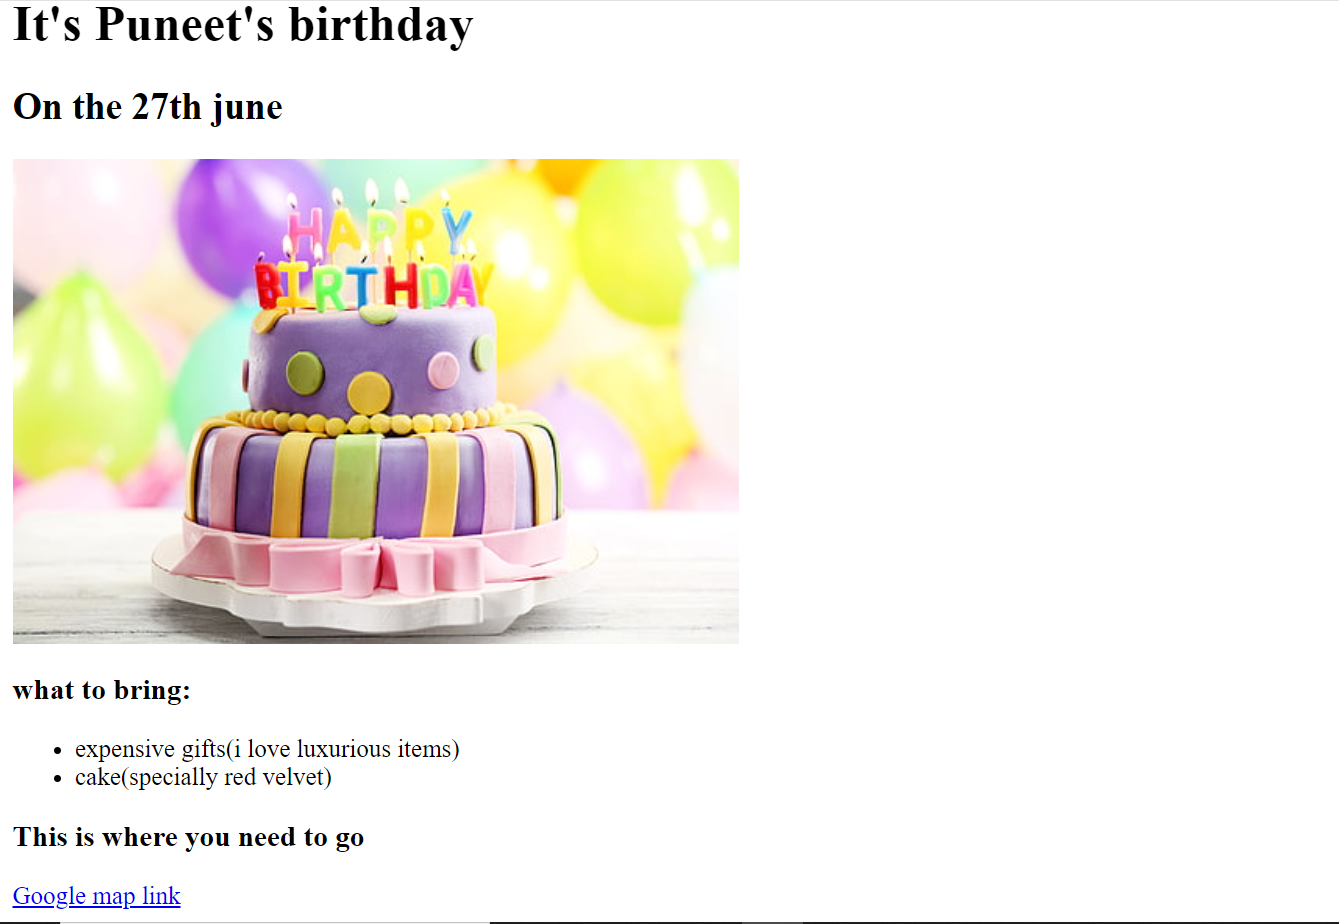 It's Puneet's birthday
On the 27th june
HAPPY
BIRTHDAY
what to bring:
expensive gifts(i love luxurious items)
cake(specially red velvet)
This is where you need to go
Google map link